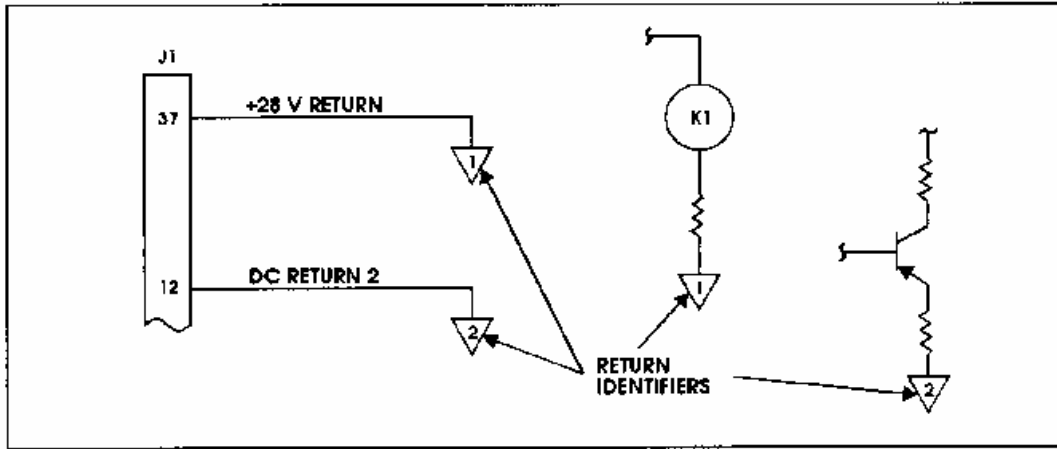 J1
37
+28 V RETURN
1
12
DC RETURN 2
2
K1
1
2
RETURN
IDENTIFIERS